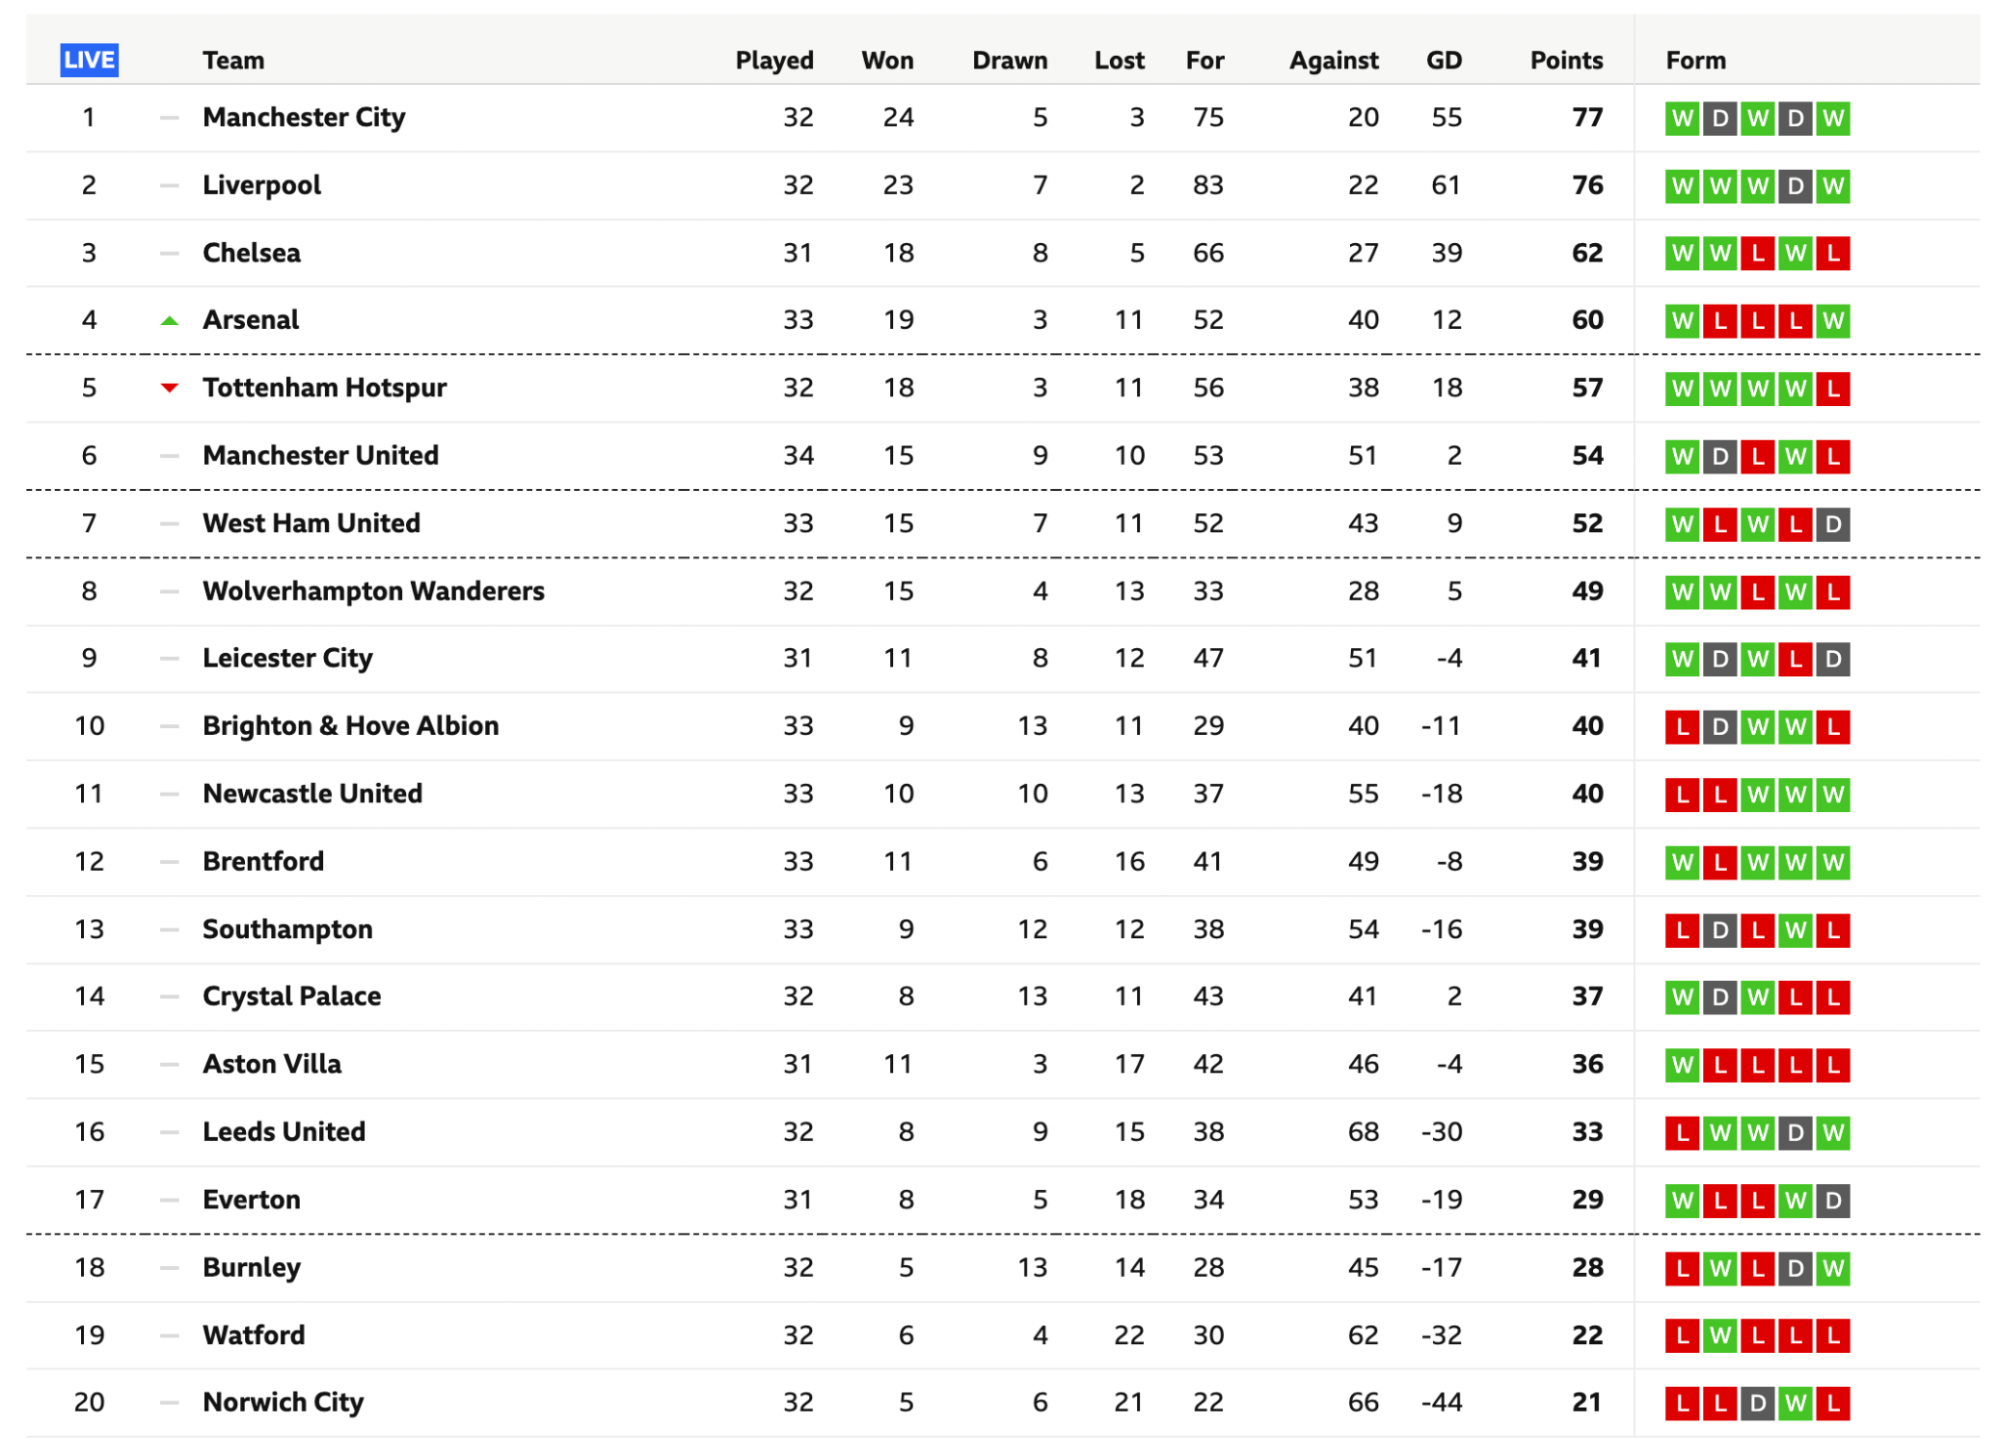 LIVE Team Played Won Drawn Lost For Against GD Points Form
1 Manchester City 32 24 5 3 75 20 55 77 W D W D W
2 Liverpool 32 23 7 2 83 22 61 76 W W W D W
3 Chelsea 31 18 8 5 66 27 39 62 W W L W L
4 Arsenal 33 19 3 11 52 40 12 60 W L L L W
5 Tottenham Hotspur 32 18 3 11 56 38 18 57 W W W W L
6 Manchester United 34 15 9 10 53 51 2 54 W D L W L
7 West Ham United 33 15 7 11 52 43 9 52 W L W L D
8 Wolverhampton Wanderers 32 15 4 13 33 28 5 49 W W L W L
9 Leicester City 31 11 8 12 47 51 -4 41 W D W L D
10 Brighton & Hove Albion 33 9 13 11 29 40 -11 40 L D W W L
11 Newcastle United 33 10 10 13 37 55 -18 40 L L W W W
12 Brentford 33 11 6 16 41 49 -8 39 W L W W W
13 Southampton 33 9 12 12 38 54 -16 39 L D L W L
14 Crystal Palace 32 8 13 11 43 41 2 37 W D W L L
15 Aston Villa 31 11 3 17 42 46 -4 36 W L L L L
16 Leeds United 32 8 9 15 38 68 -30 33 L W W D W
17 Everton 31 8 5 18 34 53 -19 29 W L L W D
18 Burnley 32 5 13 14 28 45 -17 28 L W L D W
19 Watford 32 6 4 22 30 62 -32 22 L W L L L
20 Norwich City 32 5 6 21 22 66 -44 21 L L D W L